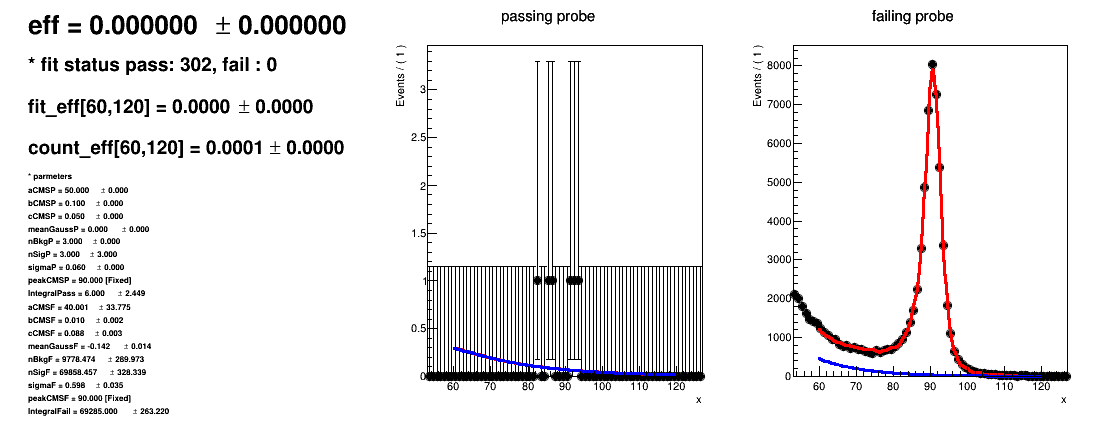 eff = 0.000000 ± 0.000000
* fit status pass: 302, fail : 0
fit_eff[60,120] = 0.0000 ± 0.0000
count_eff[60,120] = 0.0001 ± 0.0000
* parmeters
aCMSP = 50.000 ± 0.000
bCMSP = 0.100 ± 0.000
cCMSP = 0.050 ± 0.000
meanGaussP = 0.000 ± 0.000
nBkgP = 3.000 ± 0.000
nSigP = 3.000 ± 3.000
sigmaP = 0.060 ± 0.000
peakCMSP = 90.000 [Fixed]
IntegralPass = 6.000 ± 2.449
aCMSF = 40.001 ± 33.775
bCMSF = 0.010 ± 0.002
cCMSF = 0.088 ± 0.003
meanGaussF = -0.142 ± 0.014
nBkgF = 9778.474 ± 289.973
nSigF = 69858.457 ± 328.339
sigmaF = 0.598 ± 0.035
peakCMSF = 90.000 [Fixed]
IntegralFail = 69285.000 ± 263.220
passing probe
Events / ( 1 )
3
2.5
2
1.5
1
0.5
0
60 70 80 90 100 110 120
x
failing probe
Events / ( 1 )
8000
7000
6000
5000
4000
3000
2000
1000
0
60 70 80 90 100 110 120
x